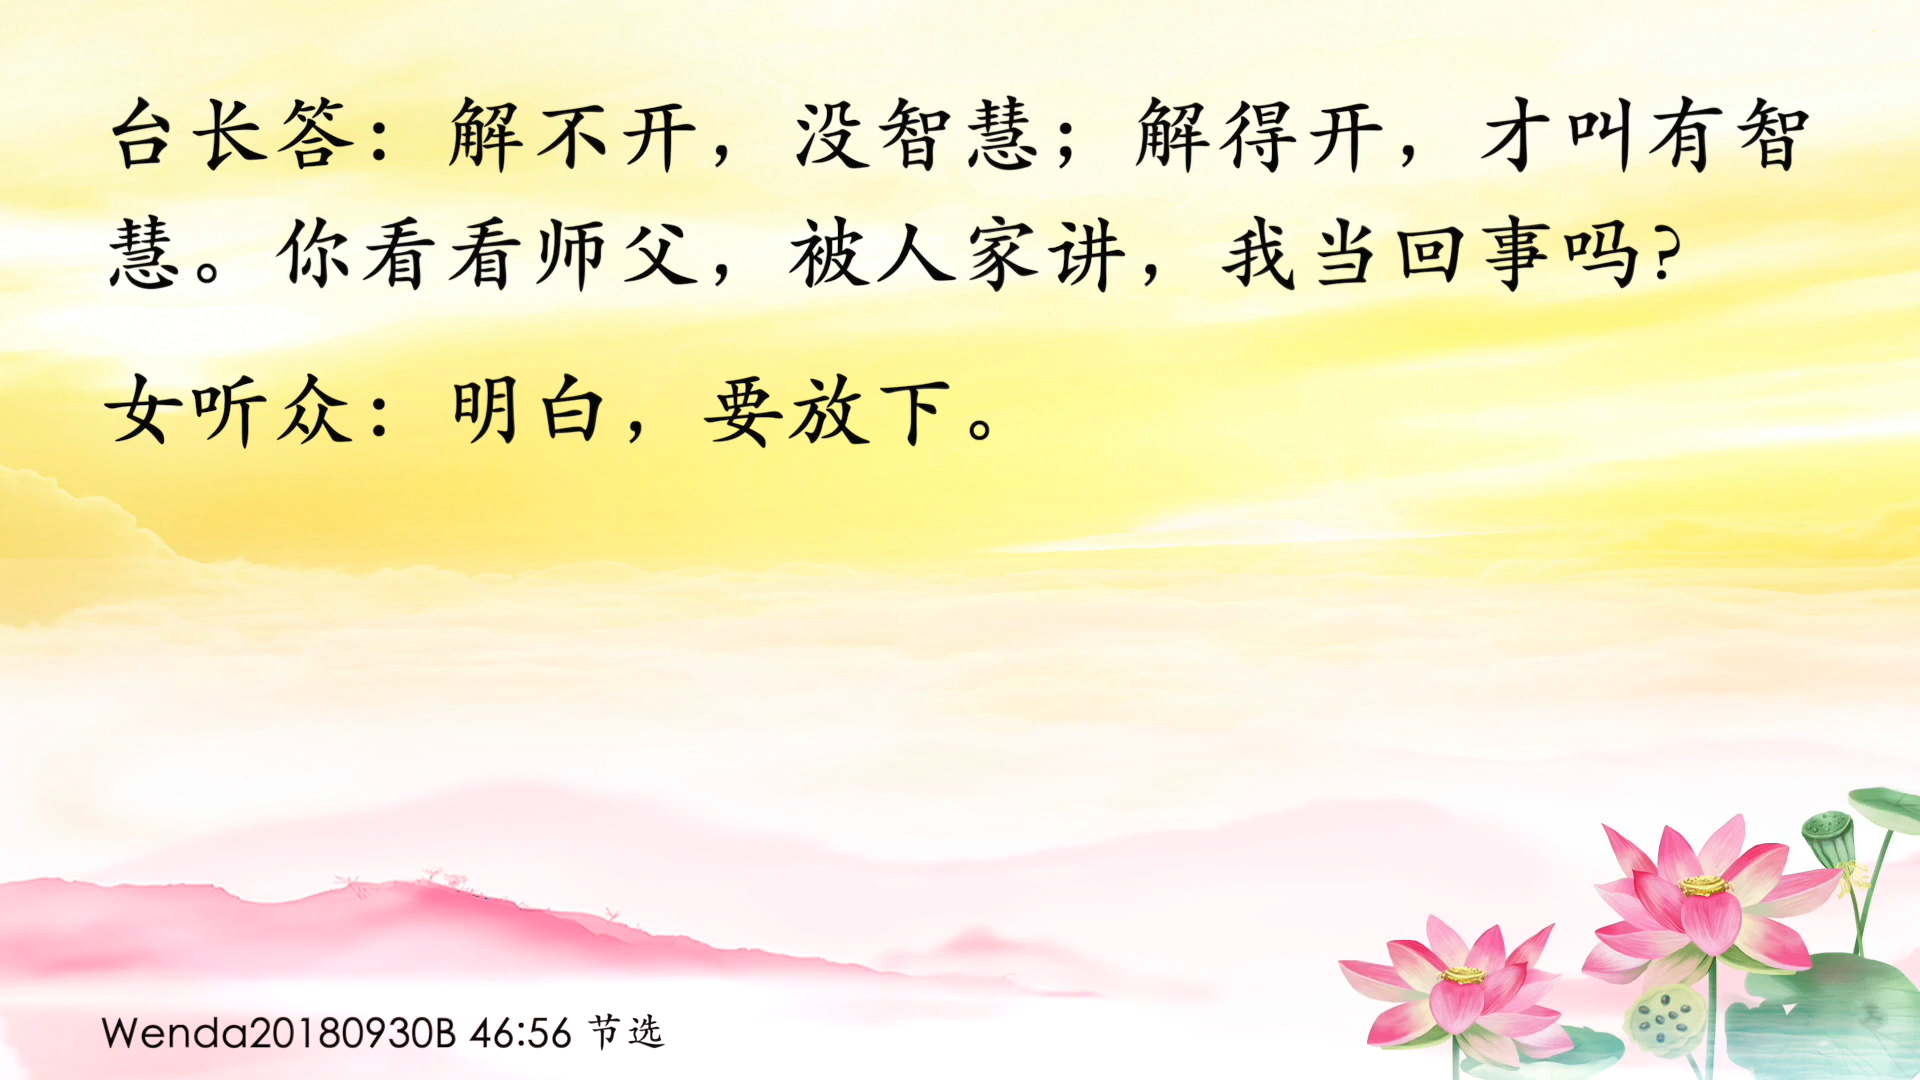 台长答：解不开，没智慧；解得开，才叫有智
慧。你看看师父，被人家讲，我当回事吗?
女听众：明白，要放下。
Wenda20180930B 46:56 节选